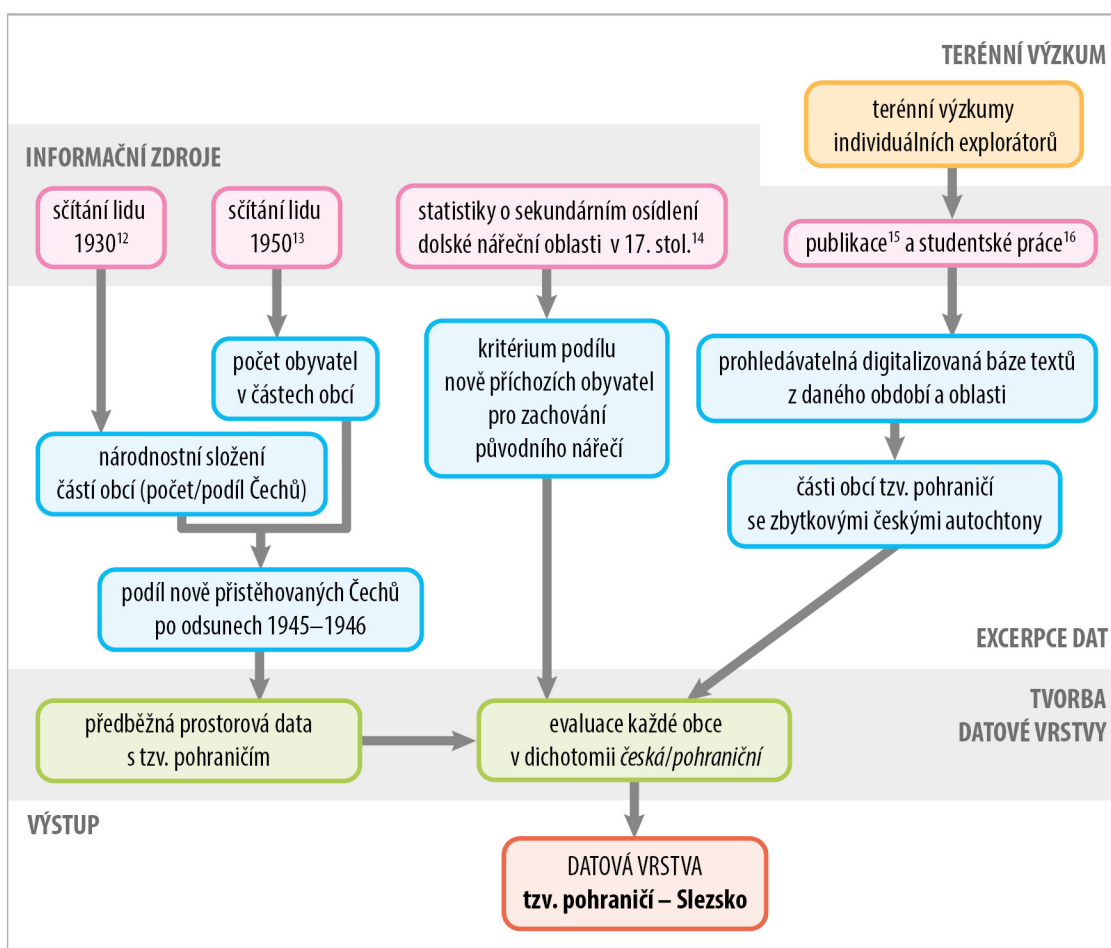 TERÉNNÍ VÝZKUM
terénní výzkumy
individuálních explorátorů
INFORMAČNÍ ZDROJE
sčítání lidu
1930¹²
sčítání lidu
1950¹³
statistiky o sekundárním osídlení
dolské nářeční oblasti v 17. stol.¹⁴
publikace¹⁵ a studentské práce¹⁶
počet obyvatel
v částech obcí
kritérium podílu
nově příchozích obyvatel
pro zachování
původního nářečí
prohledávatelná digitalizovaná báze textů
z daného období a oblasti
národnostní složení
částí obcí (počet/podíl Čechů)
části obcí tzv. pohraničí
se zbytkovými českými autochtony
podíl nově přistěhovaných Čechů
po odsunech 1945–1946
EXCERPCE DAT
TVORBA
DATOVÉ VRSTVY
předběžná prostorová data
s tzv. pohraničím
evaluace každé obce
v dichotomii česká/pohraniční
VÝSTUP
DATOVÁ VRSTVA
tzv. pohraničí – Slezsko